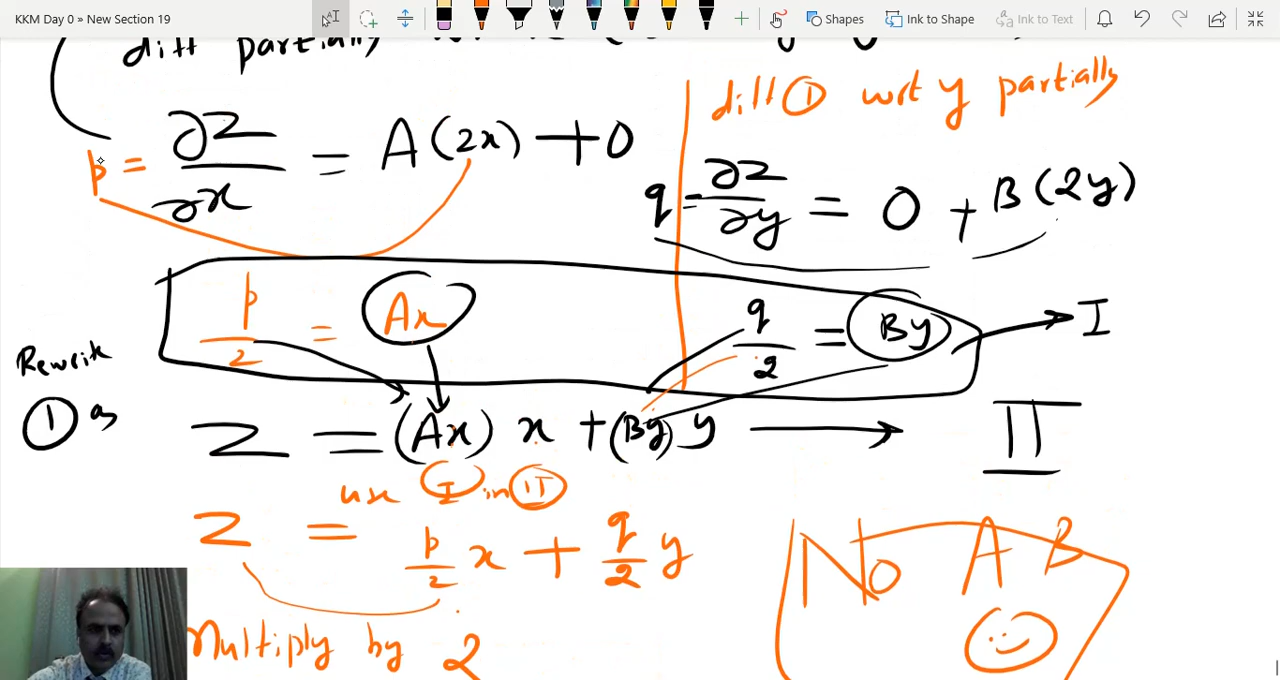 KKM Day 0 » New Section 19
Shapes Ink to Shape Ink to Text
diff partially
diff ① wrt y partially
p = ∂z/∂x = A(2x) + 0
q = ∂z/∂y = 0 + B(2y)
p/2 = Ax
q/2 = By → I
Rewrite
① as
Z = (Ax) x + (By) y → II
use I in II
Z = p/2 x + q/2 y
No A B
Multiply by 2